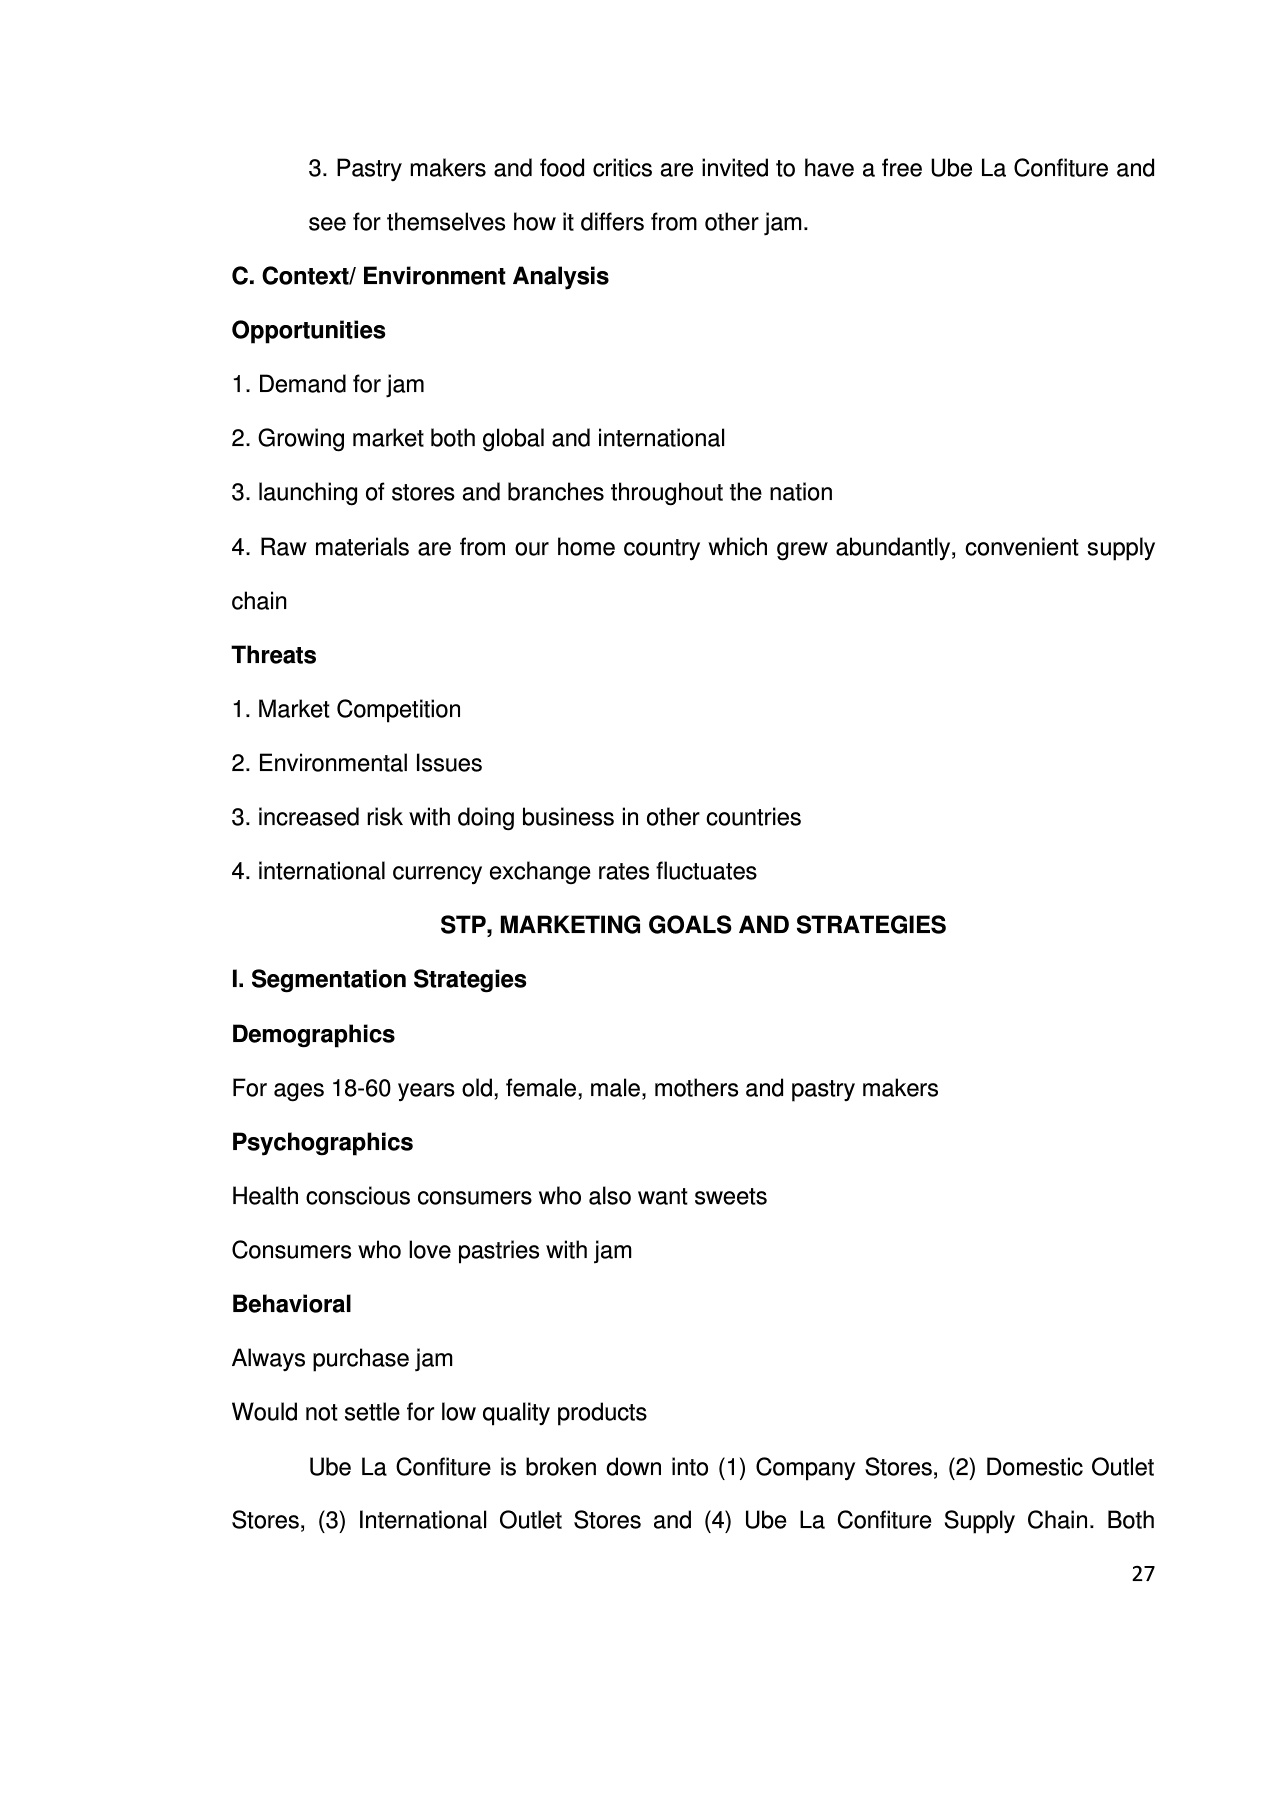 3. Pastry makers and food critics are invited to have a free Ube La Confiture and
see for themselves how it differs from other jam.
C. Context/ Environment Analysis
Opportunities
1. Demand for jam
2. Growing market both global and international
3. launching of stores and branches throughout the nation
4. Raw materials are from our home country which grew abundantly, convenient supply
chain
Threats
1. Market Competition
2. Environmental Issues
3. increased risk with doing business in other countries
4. international currency exchange rates fluctuates
STP, MARKETING GOALS AND STRATEGIES
I. Segmentation Strategies
Demographics
For ages 18-60 years old, female, male, mothers and pastry makers
Psychographics
Health conscious consumers who also want sweets
Consumers who love pastries with jam
Behavioral
Always purchase jam
Would not settle for low quality products
Ube La Confiture is broken down into (1) Company Stores, (2) Domestic Outlet
Stores, (3) International Outlet Stores and (4) Ube La Confiture Supply Chain. Both
27